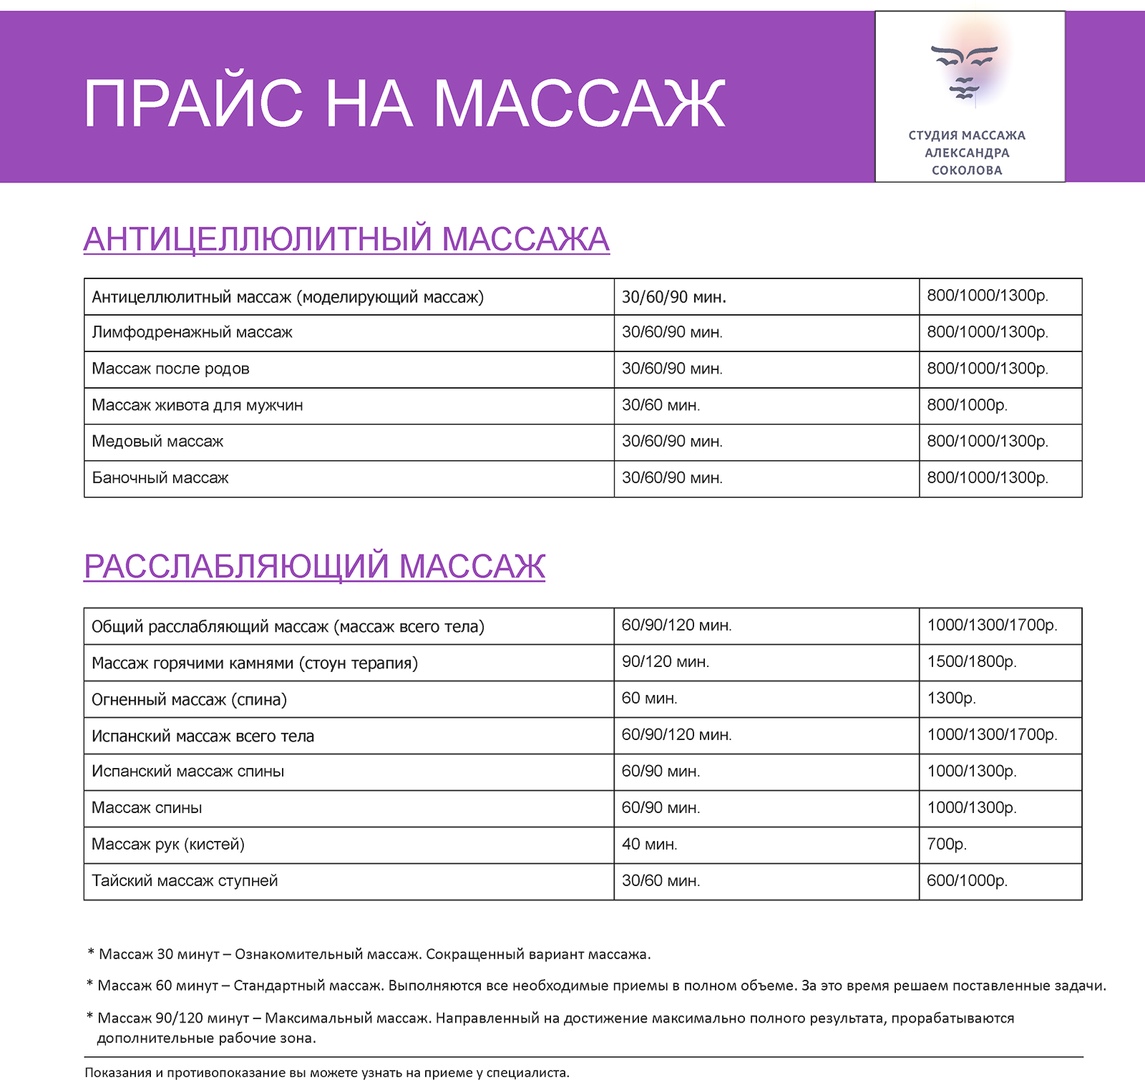 ПРАЙС НА МАССАЖ
СТУДИЯ МАССАЖА
АЛЕКСАНДРА
СОКОЛОВА
АНТИЦЕЛЛЮЛИТНЫЙ МАССАЖА
Антицеллюлитный массаж (моделирующий массаж) 30/60/90 мин. 800/1000/1300р.
Лимфодренажный массаж 30/60/90 мин. 800/1000/1300р.
Массаж после родов 30/60/90 мин. 800/1000/1300р.
Массаж живота для мужчин 30/60 мин. 800/1000р.
Медовый массаж 30/60/90 мин. 800/1000/1300р.
Баночный массаж 30/60/90 мин. 800/1000/1300р.
РАССЛАБЛЯЮЩИЙ МАССАЖ
Общий расслабляющий массаж (массаж всего тела) 60/90/120 мин. 1000/1300/1700р.
Массаж горячими камнями (стоун терапия) 90/120 мин. 1500/1800р.
Огненный массаж (спина) 60 мин. 1300р.
Испанский массаж всего тела 60/90/120 мин. 1000/1300/1700р.
Испанский массаж спины 60/90 мин. 1000/1300р.
Массаж спины 60/90 мин. 1000/1300р.
Массаж рук (кистей) 40 мин. 700р.
Тайский массаж ступней 30/60 мин. 600/1000р.
* Массаж 30 минут – Ознакомительный массаж. Сокращенный вариант массажа.
* Массаж 60 минут – Стандартный массаж. Выполняются все необходимые приемы в полном объеме. За это время решаем поставленные задачи.
* Массаж 90/120 минут – Максимальный массаж. Направленный на достижение максимально полного результата, прорабатываются
дополнительные рабочие зона.
Показания и противопоказание вы можете узнать на приеме у специалиста.